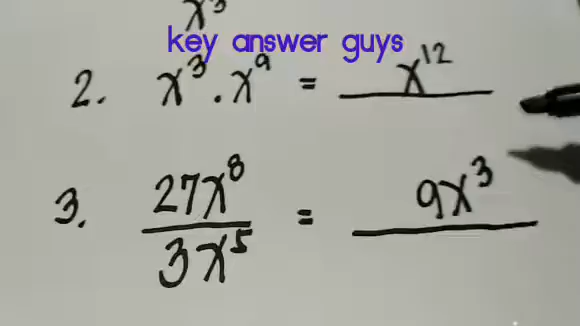 x³
key answer guys
2. x³ . x⁹ = x¹²
3. 27x⁸ / 3x⁵ = 9x³